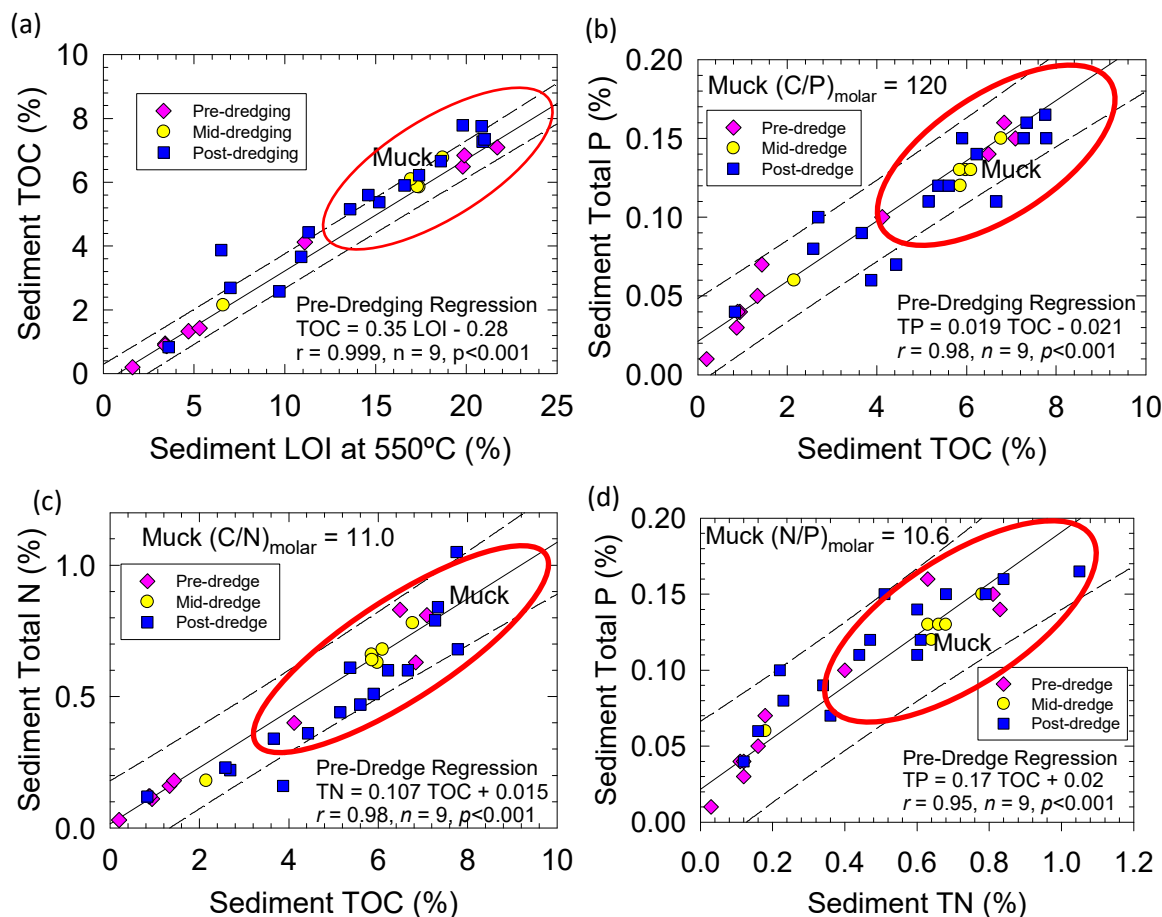 (a)
10
8
6
4
2
0
Sediment TOC (%)
Pre-dredging
Mid-dredging
Post-dredging
Muck
Pre-Dredging Regression
TOC = 0.35 LOI - 0.28
r = 0.999, n = 9, p<0.001
0 5 10 15 20 25
Sediment LOI at 550ºC (%)
(b)
0.20
0.15
0.10
0.05
0.00
Sediment Total P (%)
Muck (C/P)molar = 120
Pre-dredge
Mid-dredge
Post-dredge
Muck
Pre-Dredging Regression
TP = 0.019 TOC - 0.021
r = 0.98, n = 9, p<0.001
0 2 4 6 8 10
Sediment TOC (%)
(c)
1.0
0.5
0.0
Sediment Total N (%)
Muck (C/N)molar = 11.0
Pre-dredge
Mid-dredge
Post-dredge
Muck
Pre-Dredge Regression
TN = 0.107 TOC + 0.015
r = 0.98, n = 9, p<0.001
0 2 4 6 8 10
Sediment TOC (%)
(d)
0.20
0.15
0.10
0.05
0.00
Sediment Total P (%)
Muck (N/P)molar = 10.6
Muck
Pre-dredge
Mid-dredge
Post-dredge
Pre-Dredge Regression
TP = 0.17 TOC + 0.02
r = 0.95, n = 9, p<0.001
0.0 0.2 0.4 0.6 0.8 1.0 1.2
Sediment TN (%)